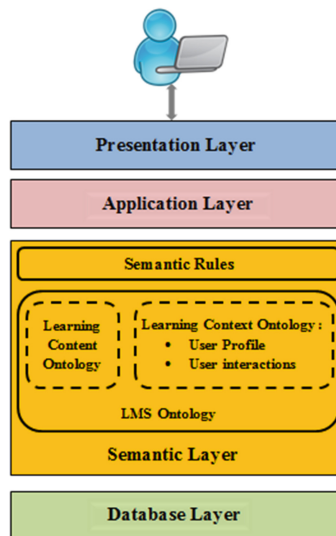 Presentation Layer
Application Layer
Semantic Rules
Learning
Content
Ontology
Learning Context Ontology :
• User Profile
• User interactions
LMS Ontology
Semantic Layer
Database Layer